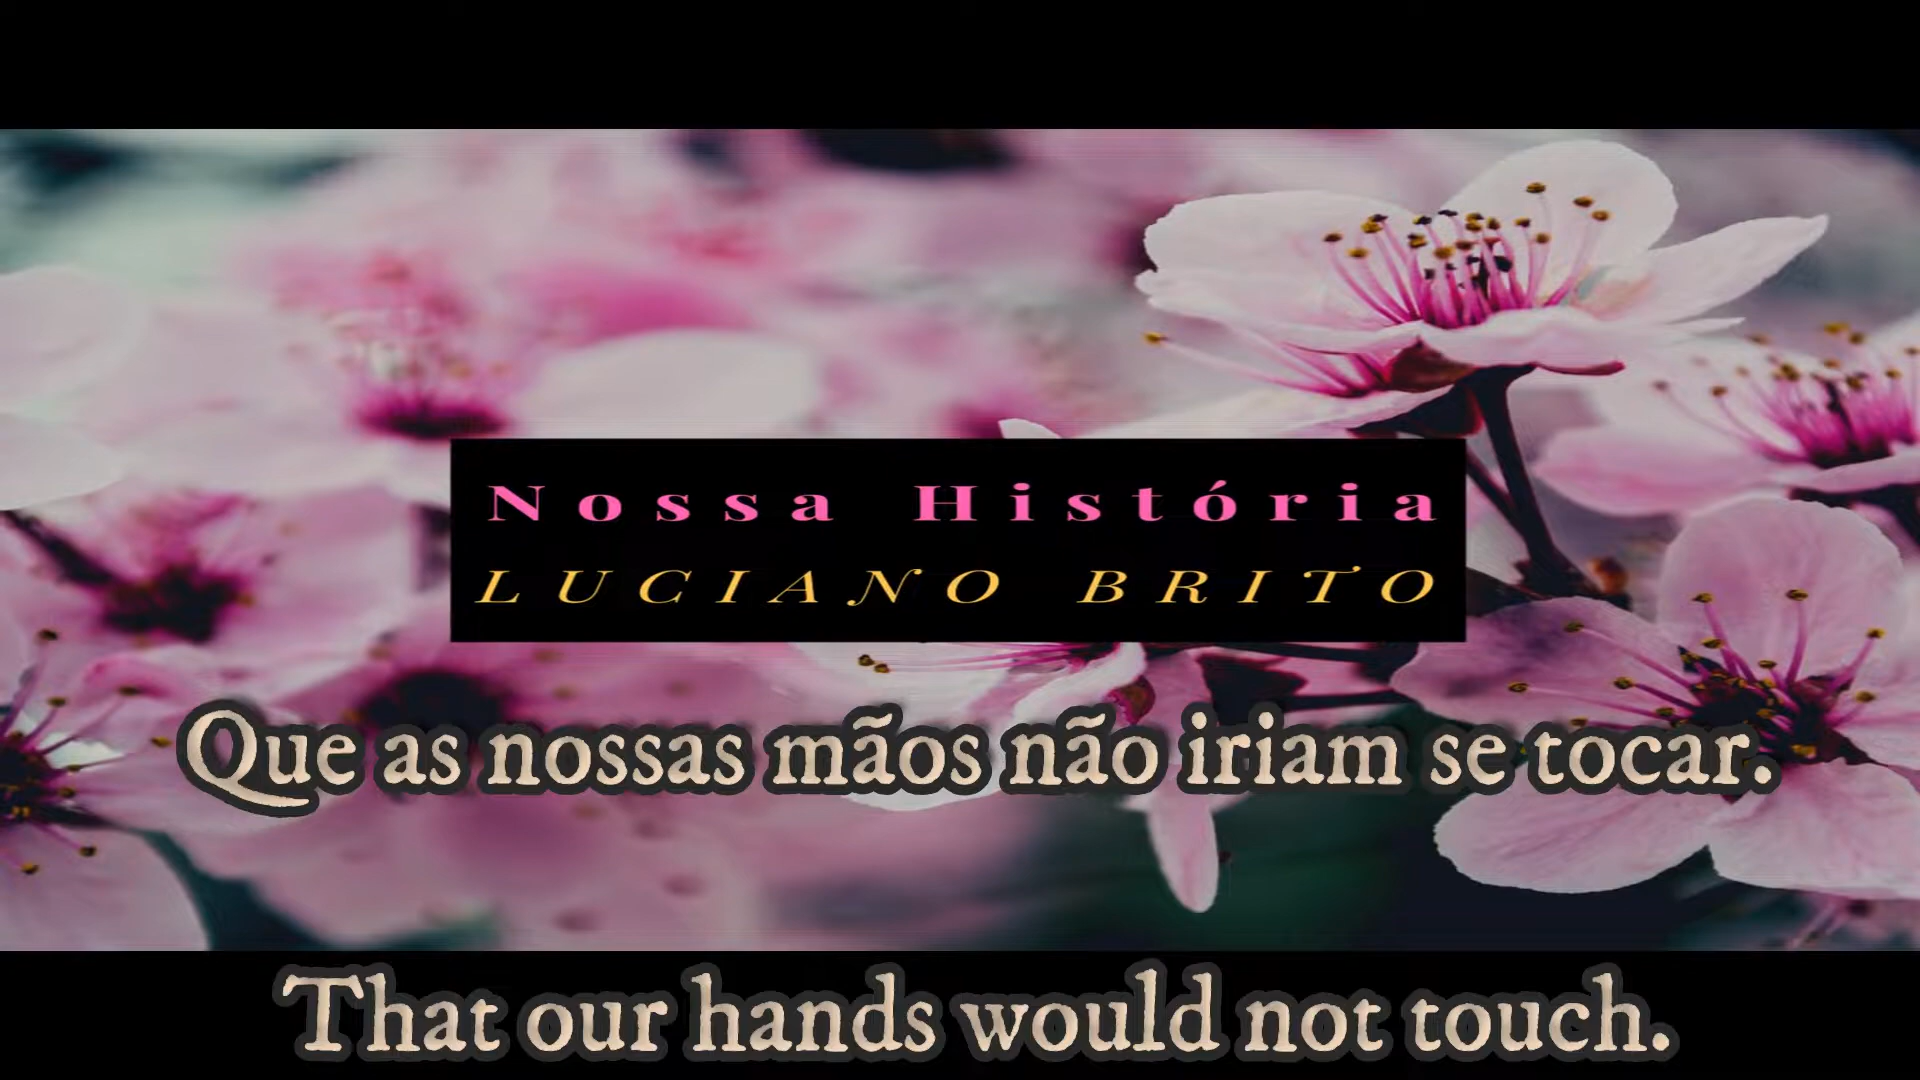 Nossa História
LUCIANO BRITO
Que as nossas mãos não iriam se tocar.
That our hands would not touch.